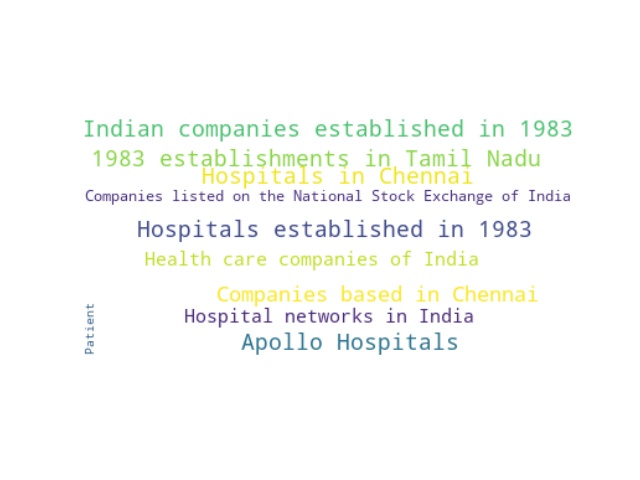 Indian companies established in 1983
1983 establishments in Tamil Nadu
Hospitals in Chennai
Companies listed on the National Stock Exchange of India
Hospitals established in 1983
Health care companies of India
Companies based in Chennai
Hospital networks in India
Patient
Apollo Hospitals